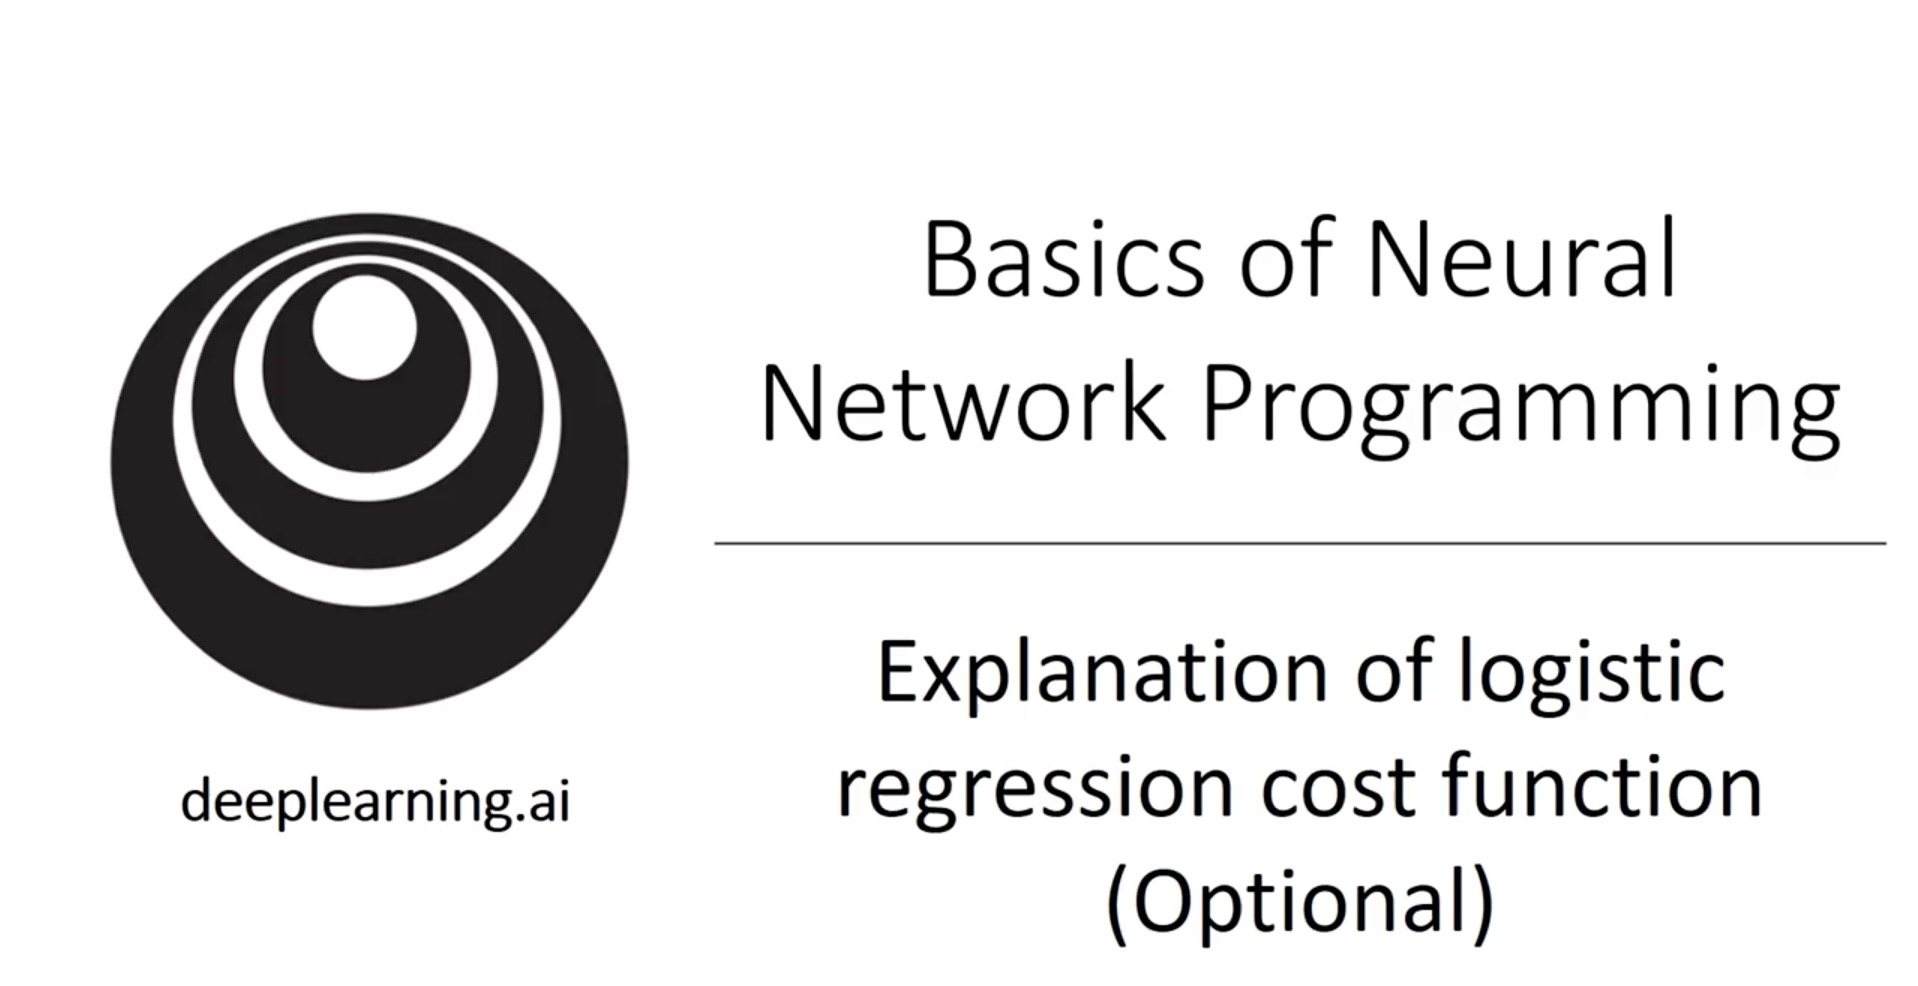 Basics of Neural
Network Programming
Explanation of logistic
regression cost function
(Optional)
deeplearning.ai